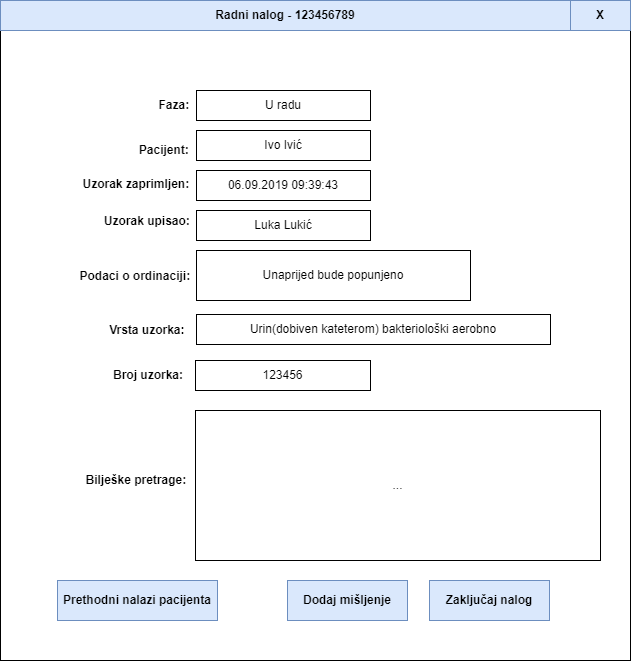 Radni nalog - 123456789 X
Faza: U radu
Pacijent: Ivo Ivić
Uzorak zaprimljen: 06.09.2019 09:39:43
Uzorak upisao: Luka Lukić
Podaci o ordinaciji: Unaprijed bude popunjeno
Vrsta uzorka: Urin(dobiven kateterom) bakteriološki aerobno
Broj uzorka: 123456
Bilješke pretrage: ...
Prethodni nalazi pacijenta Dodaj mišljenje Zaključaj nalog